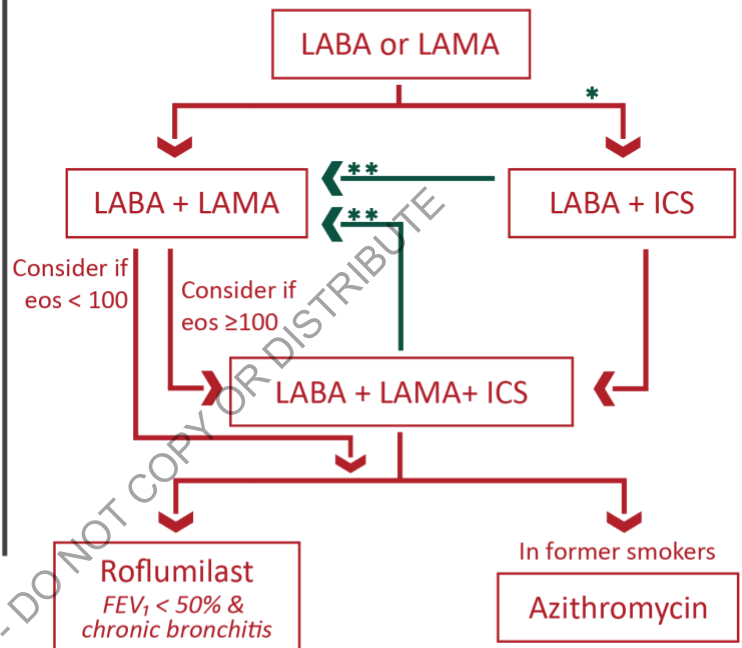 LABA or LAMA
*
LABA + LAMA
**
**
LABA + ICS
Consider if
eos < 100
Consider if
eos ≥100
LABA + LAMA+ ICS
Roflumilast
FEV₁ < 50% &
chronic bronchitis
In former smokers
Azithromycin
- DO NOT COPY OR DISTRIBUTE